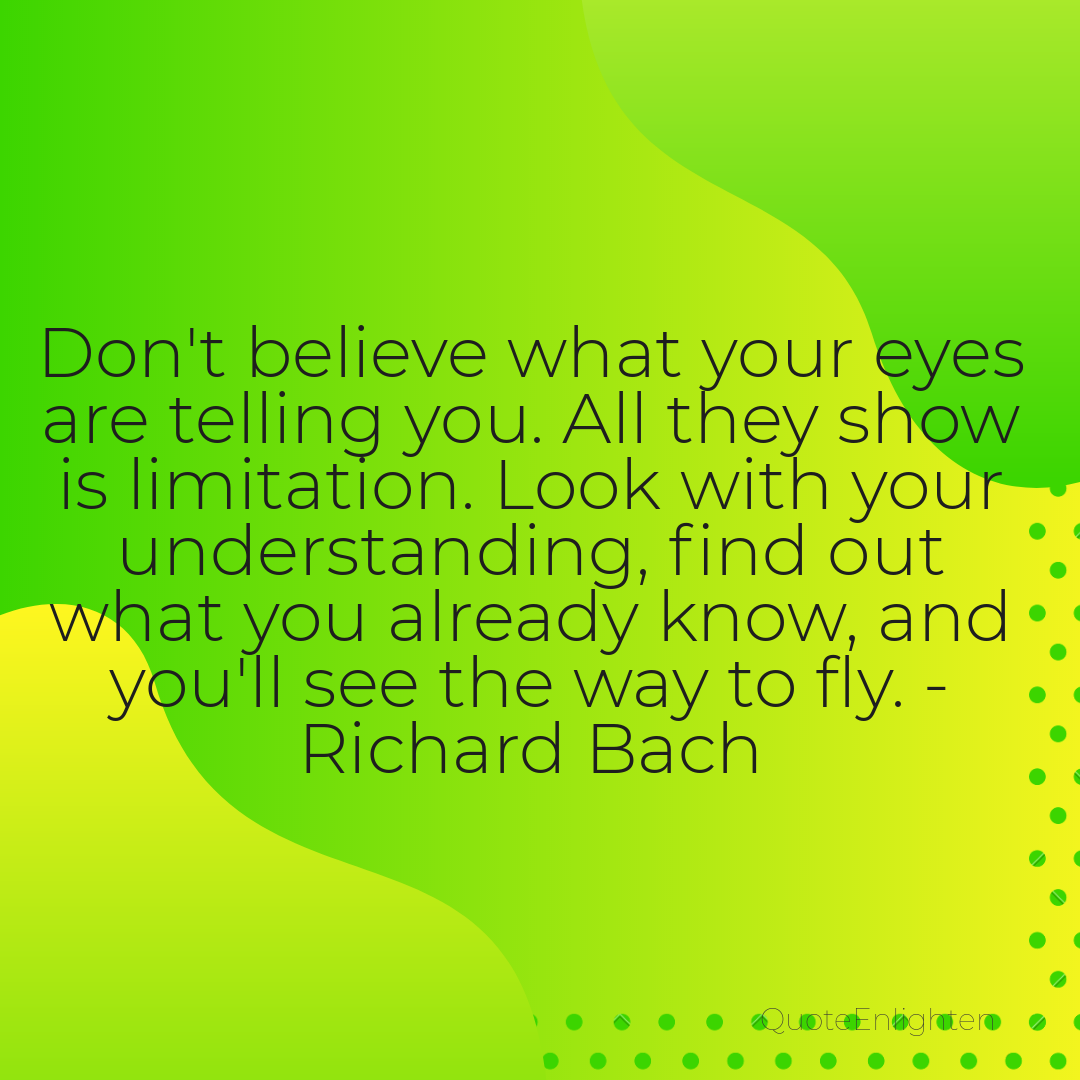 Don't believe what your eyes
are telling you. All they show
is limitation. Look with your
understanding, find out
what you already know, and
you'll see the way to fly. -
Richard Bach
QuoteEnlighten